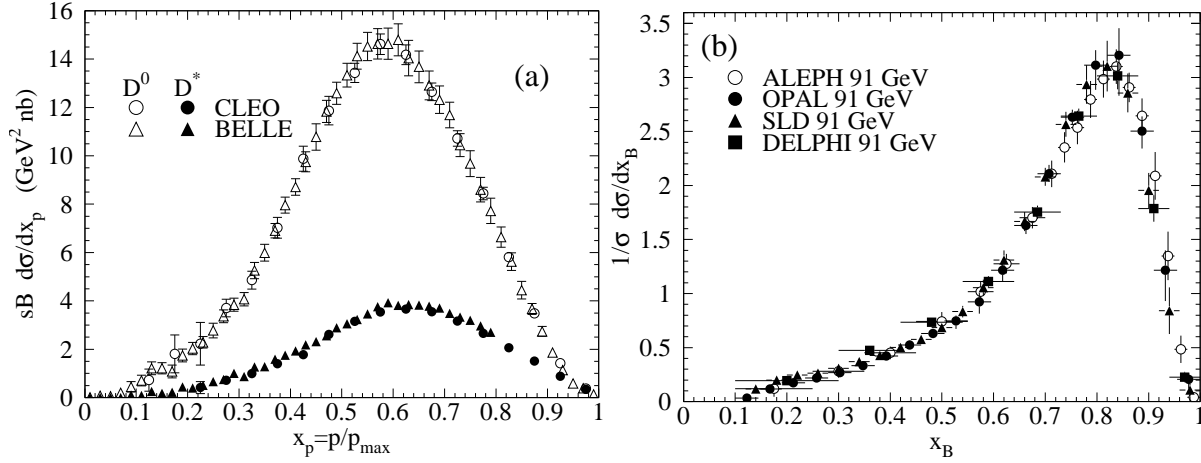 16
14
12
10
8
6
4
2
0
sB dσ/dx_p (GeV² nb)
(a)
D⁰ D*
CLEO
BELLE
0 0.1 0.2 0.3 0.4 0.5 0.6 0.7 0.8 0.9 1
x_p=p/p_max
3.5
3
2.5
2
1.5
1
0.5
0
1/σ dσ/dx_B
(b)
ALEPH 91 GeV
OPAL 91 GeV
SLD 91 GeV
DELPHI 91 GeV
0 0.1 0.2 0.3 0.4 0.5 0.6 0.7 0.8 0.9 1
x_B